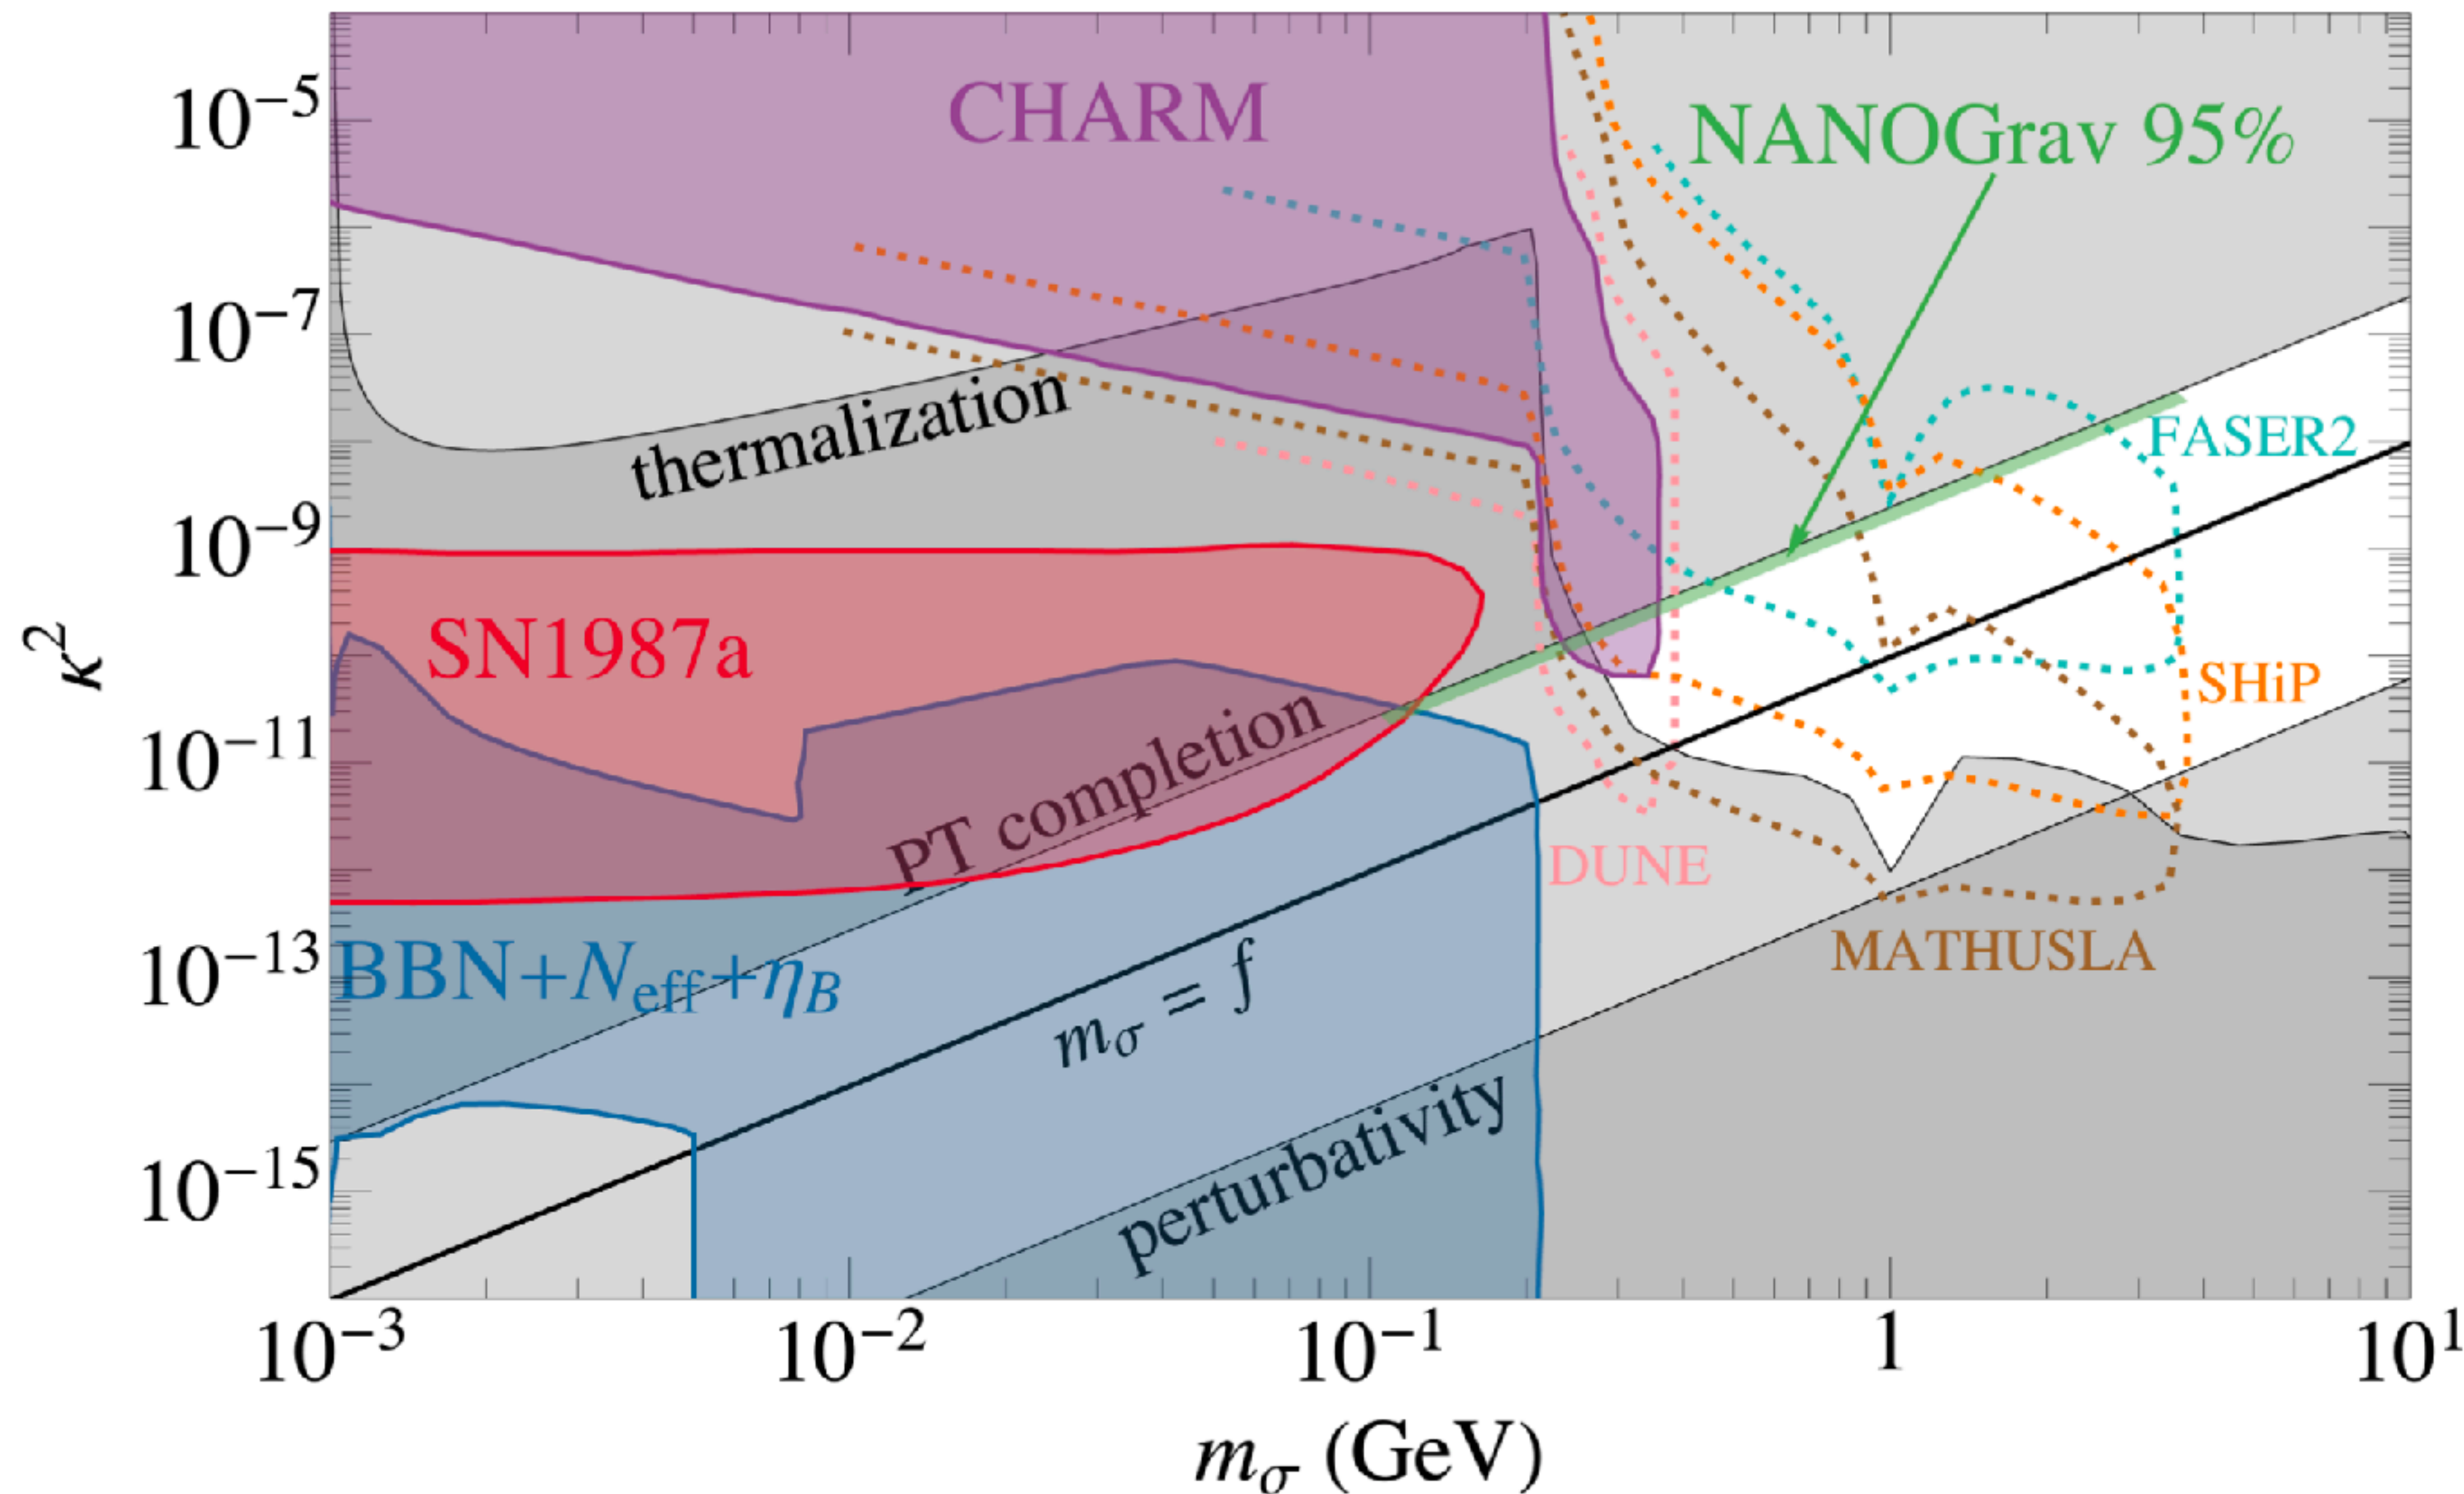 CHARM
NANOGrav 95%
10⁻⁵
10⁻⁷
thermalization
FASER2
10⁻⁹
SN1987a
κ²
SHiP
PT completion
10⁻¹¹
DUNE
10⁻¹³
BBN+N_eff+η_B
MATHUSLA
m_σ = f
perturbativity
10⁻¹⁵
10⁻³ 10⁻² 10⁻¹ 1 10¹
m_σ (GeV)